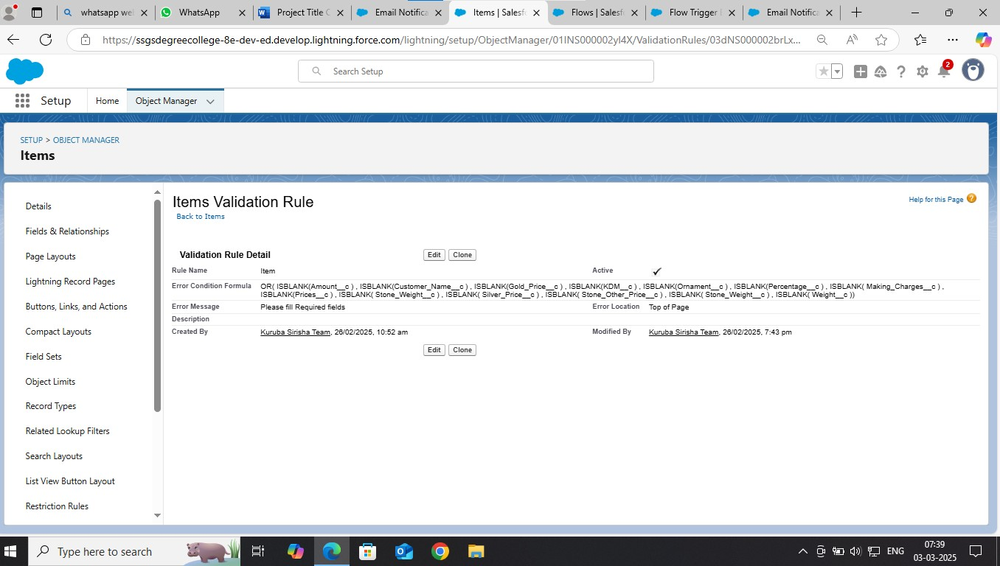 whatsapp we
WhatsApp
Project Title C
Email Notifica
Items | Salesf
Flows | Salesf
Flow Trigger
Email Notifica
https://ssgsdegreecollege-8e-dev-ed.develop.lightning.force.com/lightning/setup/ObjectManager/01INS000002yl4X/ValidationRules/03dNS000002brLx...
Search Setup
2
Setup
Home
Object Manager
SETUP > OBJECT MANAGER
Items
Details
Fields & Relationships
Page Layouts
Lightning Record Pages
Buttons, Links, and Actions
Compact Layouts
Field Sets
Object Limits
Record Types
Related Lookup Filters
Search Layouts
List View Button Layout
Restriction Rules
Items Validation Rule
Help for this Page
Back to Items
Validation Rule Detail
Edit Clone
Rule Name Item Active
Error Condition Formula OR( ISBLANK(Amount__c ) , ISBLANK(Customer_Name__c ) , ISBLANK(Gold_Price__c ) , ISBLANK(KDM__c ) , ISBLANK(Ornament__c ) , ISBLANK(Percentage__c ) , ISBLANK( Making_Charges__c ) ,
ISBLANK(Prices__c ) , ISBLANK( Stone_Weight__c ) , ISBLANK( Silver_Price__c ) , ISBLANK( Stone_Other_Price__c ) , ISBLANK( Stone_Weight__c ) , ISBLANK( Weight__c ))
Error Message Please fill Required fields Error Location Top of Page
Description
Created By Kuruba Sirisha Team, 26/02/2025, 10:52 am Modified By Kuruba Sirisha Team, 26/02/2025, 7:43 pm
Edit Clone
Type here to search
ENG
07:39
03-03-2025